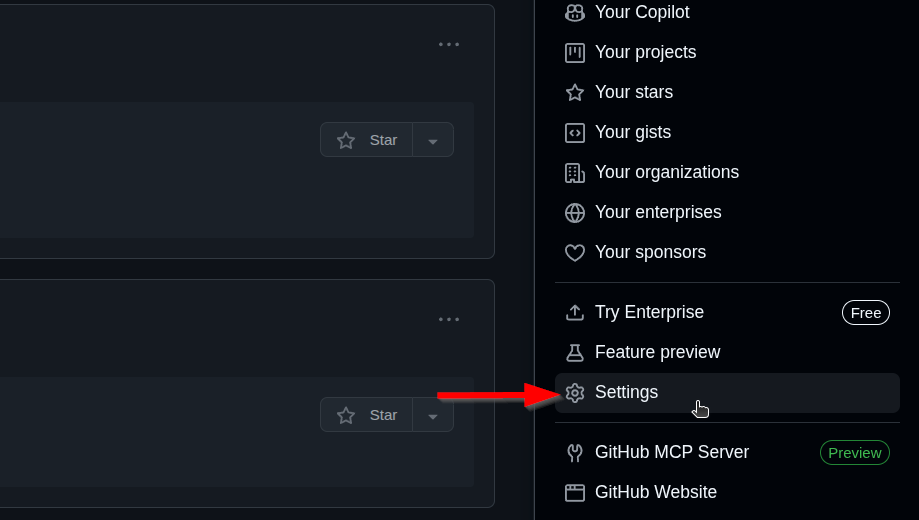 Your Copilot
Your projects
Star
Your stars
Your gists
Your organizations
Your enterprises
Your sponsors
Try Enterprise Free
Feature preview
Star
Settings
GitHub MCP Server Preview
GitHub Website